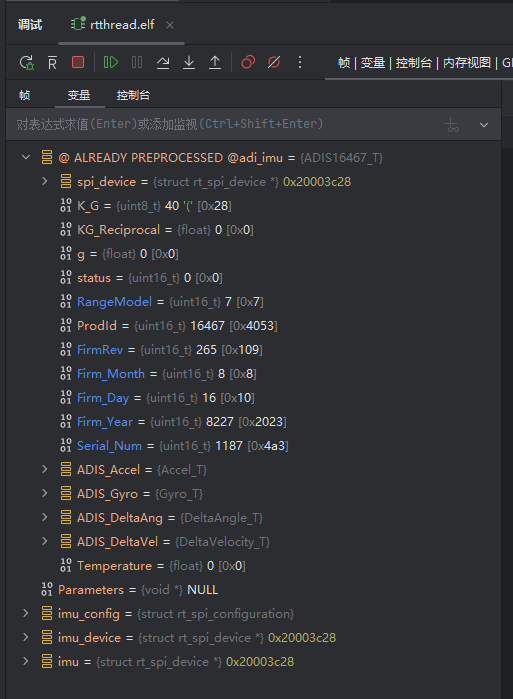 调试
rtthread.elf
帧 | 变量 | 控制台 | 内存视图 |
帧 变量 控制台
对表达式求值(Enter)或添加监视(Ctrl+Shift+Enter)
@ ALREADY PREPROCESSED @adi_imu = {ADIS16467_T}
spi_device = {struct rt_spi_device *} 0x20003c28
K_G = {uint8_t} 40 '(' [0x28]
KG_Reciprocal = {float} 0 [0x0]
g = {float} 0 [0x0]
status = {uint16_t} 0 [0x0]
RangeModel = {uint16_t} 7 [0x7]
ProdId = {uint16_t} 16467 [0x4053]
FirmRev = {uint16_t} 265 [0x109]
Firm_Month = {uint16_t} 8 [0x8]
Firm_Day = {uint16_t} 16 [0x10]
Firm_Year = {uint16_t} 8227 [0x2023]
Serial_Num = {uint16_t} 1187 [0x4a3]
ADIS_Accel = {Accel_T}
ADIS_Gyro = {Gyro_T}
ADIS_DeltaAng = {DeltaAngle_T}
ADIS_DeltaVel = {DeltaVelocity_T}
Temperature = {float} 0 [0x0]
Parameters = {void *} NULL
imu_config = {struct rt_spi_configuration}
imu_device = {struct rt_spi_device *} 0x20003c28
imu = {struct rt_spi_device *} 0x20003c28